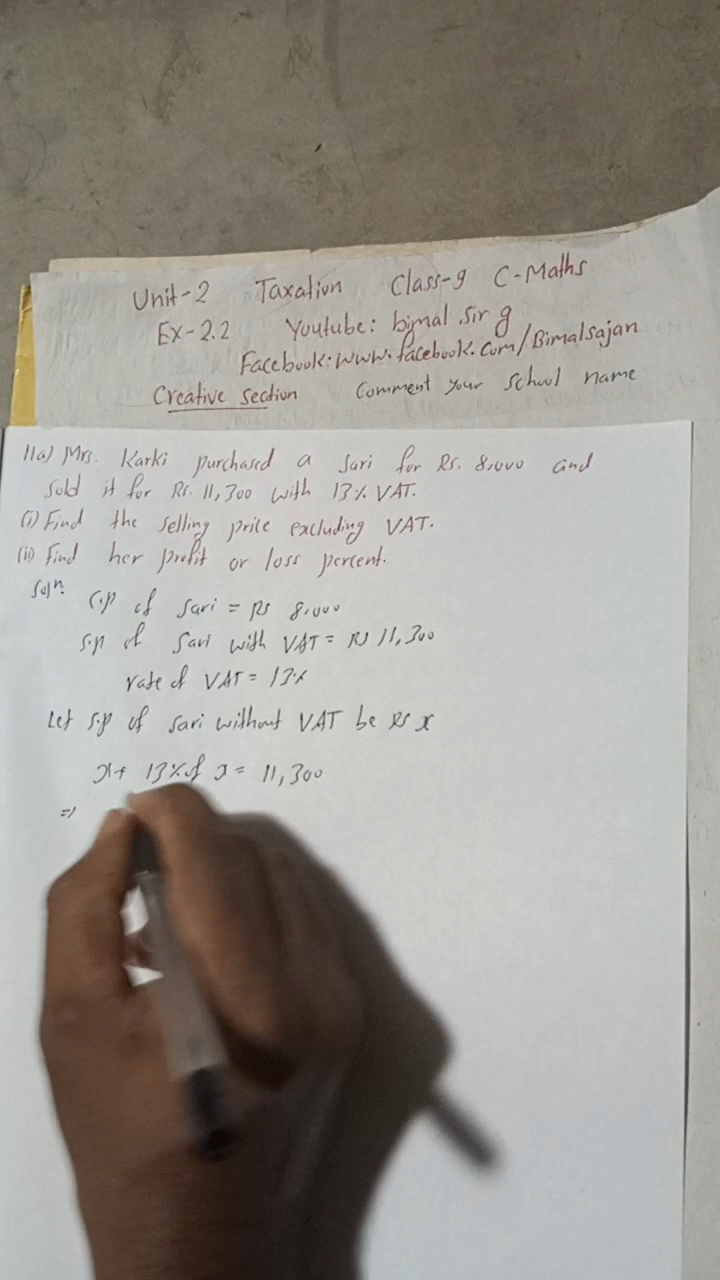 Unit-2 Taxation Class-9 C-Maths
Ex-2.2 Youtube: bimal sir g
Facebook: www.facebook.com/Bimalsajan
Creative section Comment your school name
11a) Mrs. Karki purchased a sari for Rs. 8,000 and
sold it for Rs. 11,300 with 13% VAT.
(i) Find the selling price excluding VAT.
(ii) Find her profit or loss percent.
Soln:
C.p of sari = Rs 8,000
s.p of sari with VAT = Rs 11,300
rate of VAT = 13%
Let s.p of sari without VAT be Rs x
x + 13% of x = 11,300
=>